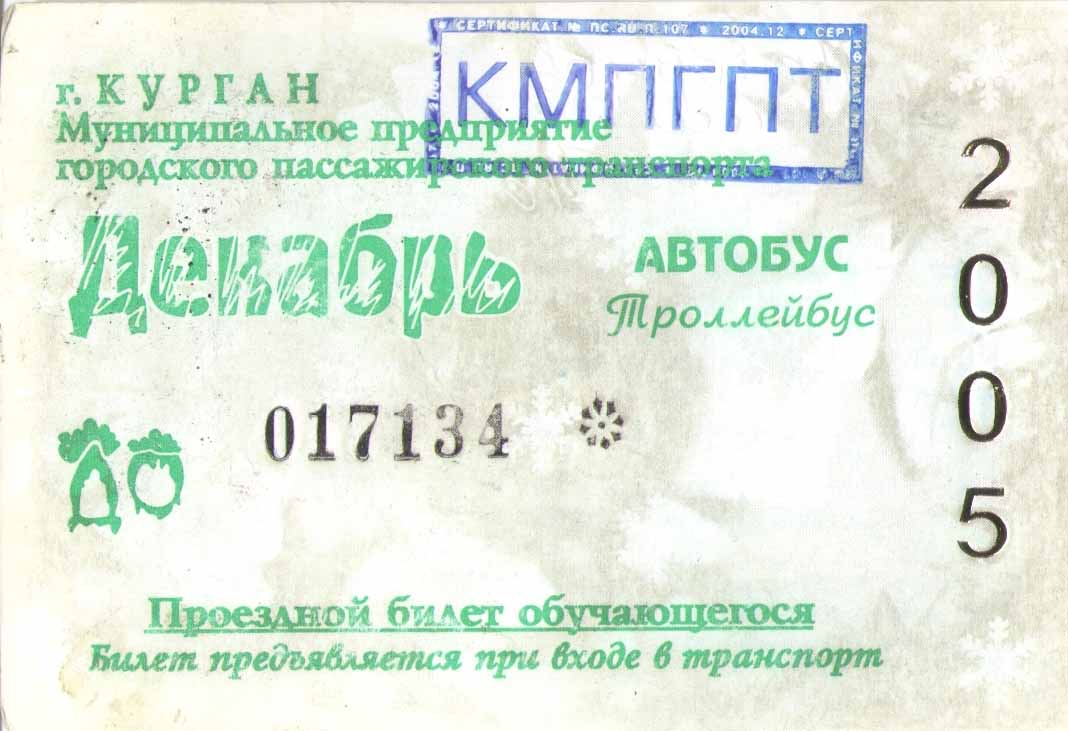 СЕРТИФИКАТ № ПС.RU.П.107 * 2004.12 * СЕРТ
КМПГПТ
г. КУРГАН
Муниципальное предприятие
городского пассажирского транспорта
Декабрь
АВТОБУС
Троллейбус
2005
017134
Проездной билет обучающегося
Билет предъявляется при входе в транспорт